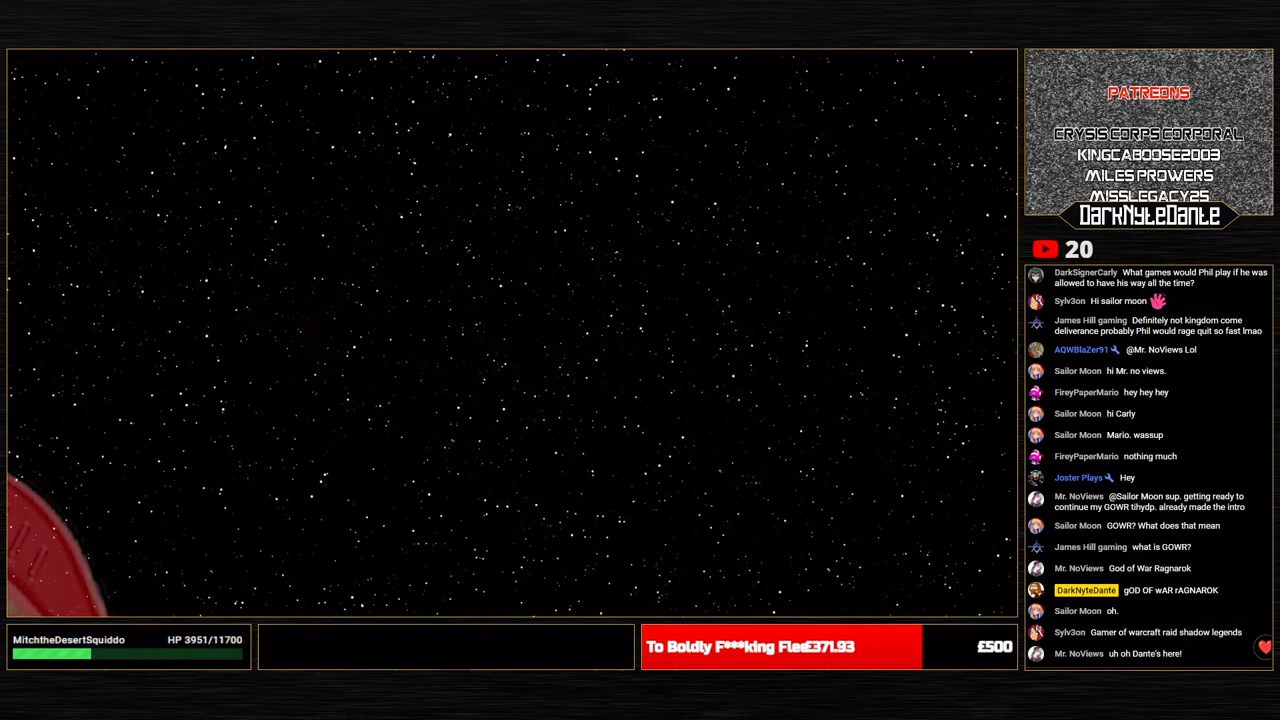 PATREONS
CRYSIS CORPS CORPORAL
KINGCABOOSE2003
MILES PROWERS
MISSLEGACY25
DarkNyteDante
20
DarkSignerCarly What games would Phil play if he was
allowed to have his way all the time?
Sylv3on Hi sailor moon
James Hill gaming Definitely not kingdom come
deliverance probably Phil would rage quit so fast lmao
AQWBlaZer91 @Mr. NoViews Lol
Sailor Moon hi Mr. no views.
FireyPaperMario hey hey hey
Sailor Moon hi Carly
Sailor Moon Mario. wassup
FireyPaperMario nothing much
Joster Plays Hey
Mr. NoViews @Sailor Moon sup. getting ready to
continue my GOWR tihydp. already made the intro
Sailor Moon GOWR? What does that mean
James Hill gaming what is GOWR?
Mr. NoViews God of War Ragnarok
DarkNyteDante gOD OF wAR rAGNAROK
Sailor Moon oh.
Sylv3on Gamer of warcraft raid shadow legends
Mr. NoViews uh oh Dante's here!
MitchtheDesertSquiddo HP 3951/11700
To Boldly F***king Flee£371.93 £500